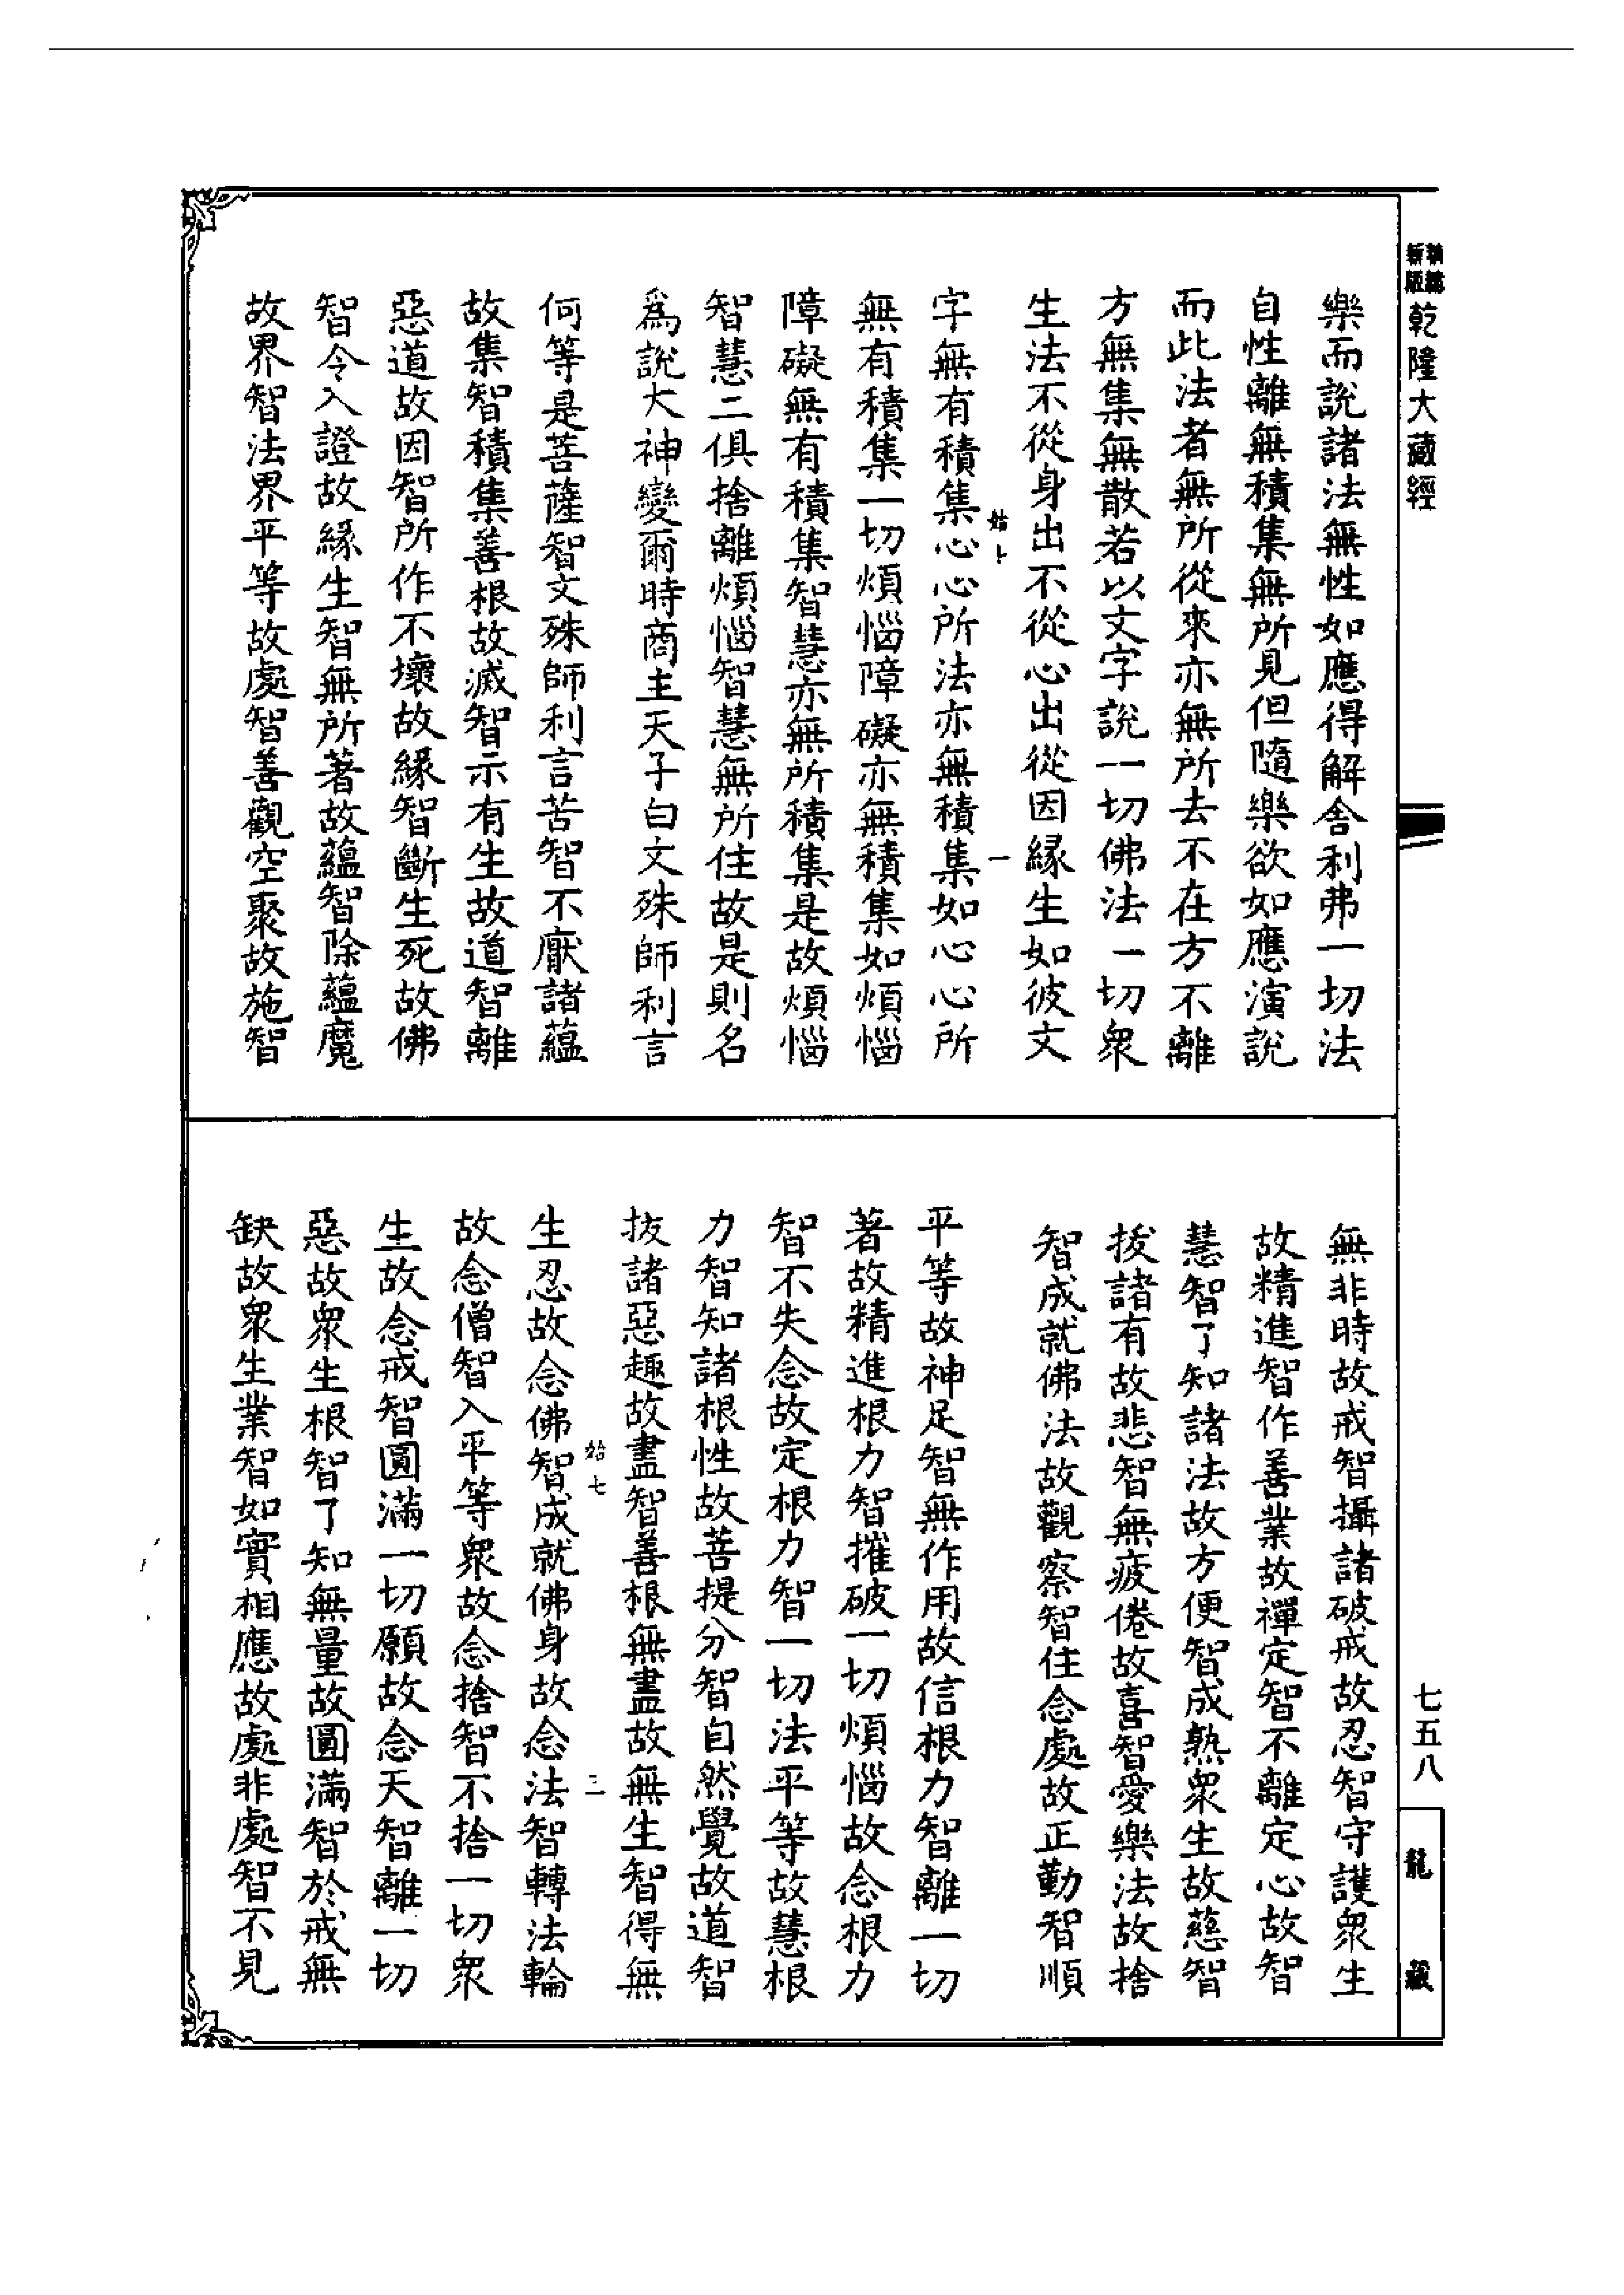 新編
縮版
乾隆大藏經
樂而說諸法無性如應得解舍利弗一切法
自性離無積集無所見但隨樂欲如應演說
而此法者無所從來亦無所去不在方不離
方無集無散若以文字說一切佛法一切衆
生法不從身出不從心出從因緣生如彼文
字無有積集心心所法亦無積集如心心所
無有積集一切煩惱障礙亦無積集如煩惱
障礙無有積集智慧亦無所積集是故煩惱
智慧二俱捨離煩惱智慧無所住故是則名
爲說大神變爾時商主天子白文殊師利言
何等是菩薩智文殊師利言苦智不厭諸蘊
故集智積集善根故滅智示有生故道智離
惡道故因智所作不壞故緣智斷生死故佛
智令入證故緣生智無所著故蘊智除蘊魔
故界智法界平等故處智善觀空聚故施智
無非時故戒智攝諸破戒故忍智守護衆生
故精進智作善業故禪定智不離定心故智
慧智了知諸法故方便智成熟衆生故慈智
拔諸有故悲智無疲倦故喜智愛樂法故捨
智成就佛法故觀察智住念處故正勤智順
平等故神足智無作用故信根力智離一切
著故精進根力智摧破一切煩惱故念根力
智不失念故定根力智一切法平等故慧根
力智知諸根性故菩提分智自然覺故道智
拔諸惡趣故盡智善根無盡故無生智得無
始七 三
生忍故念佛智成就佛身故念法智轉法輪
故念僧智入平等衆故念捨智不捨一切衆
生故念戒智圓滿一切願故念天智離一切
惡故衆生根智了知無量故圓滿智於戒無
缺故衆生業智如實相應故處非處智不見
七五八
龍藏